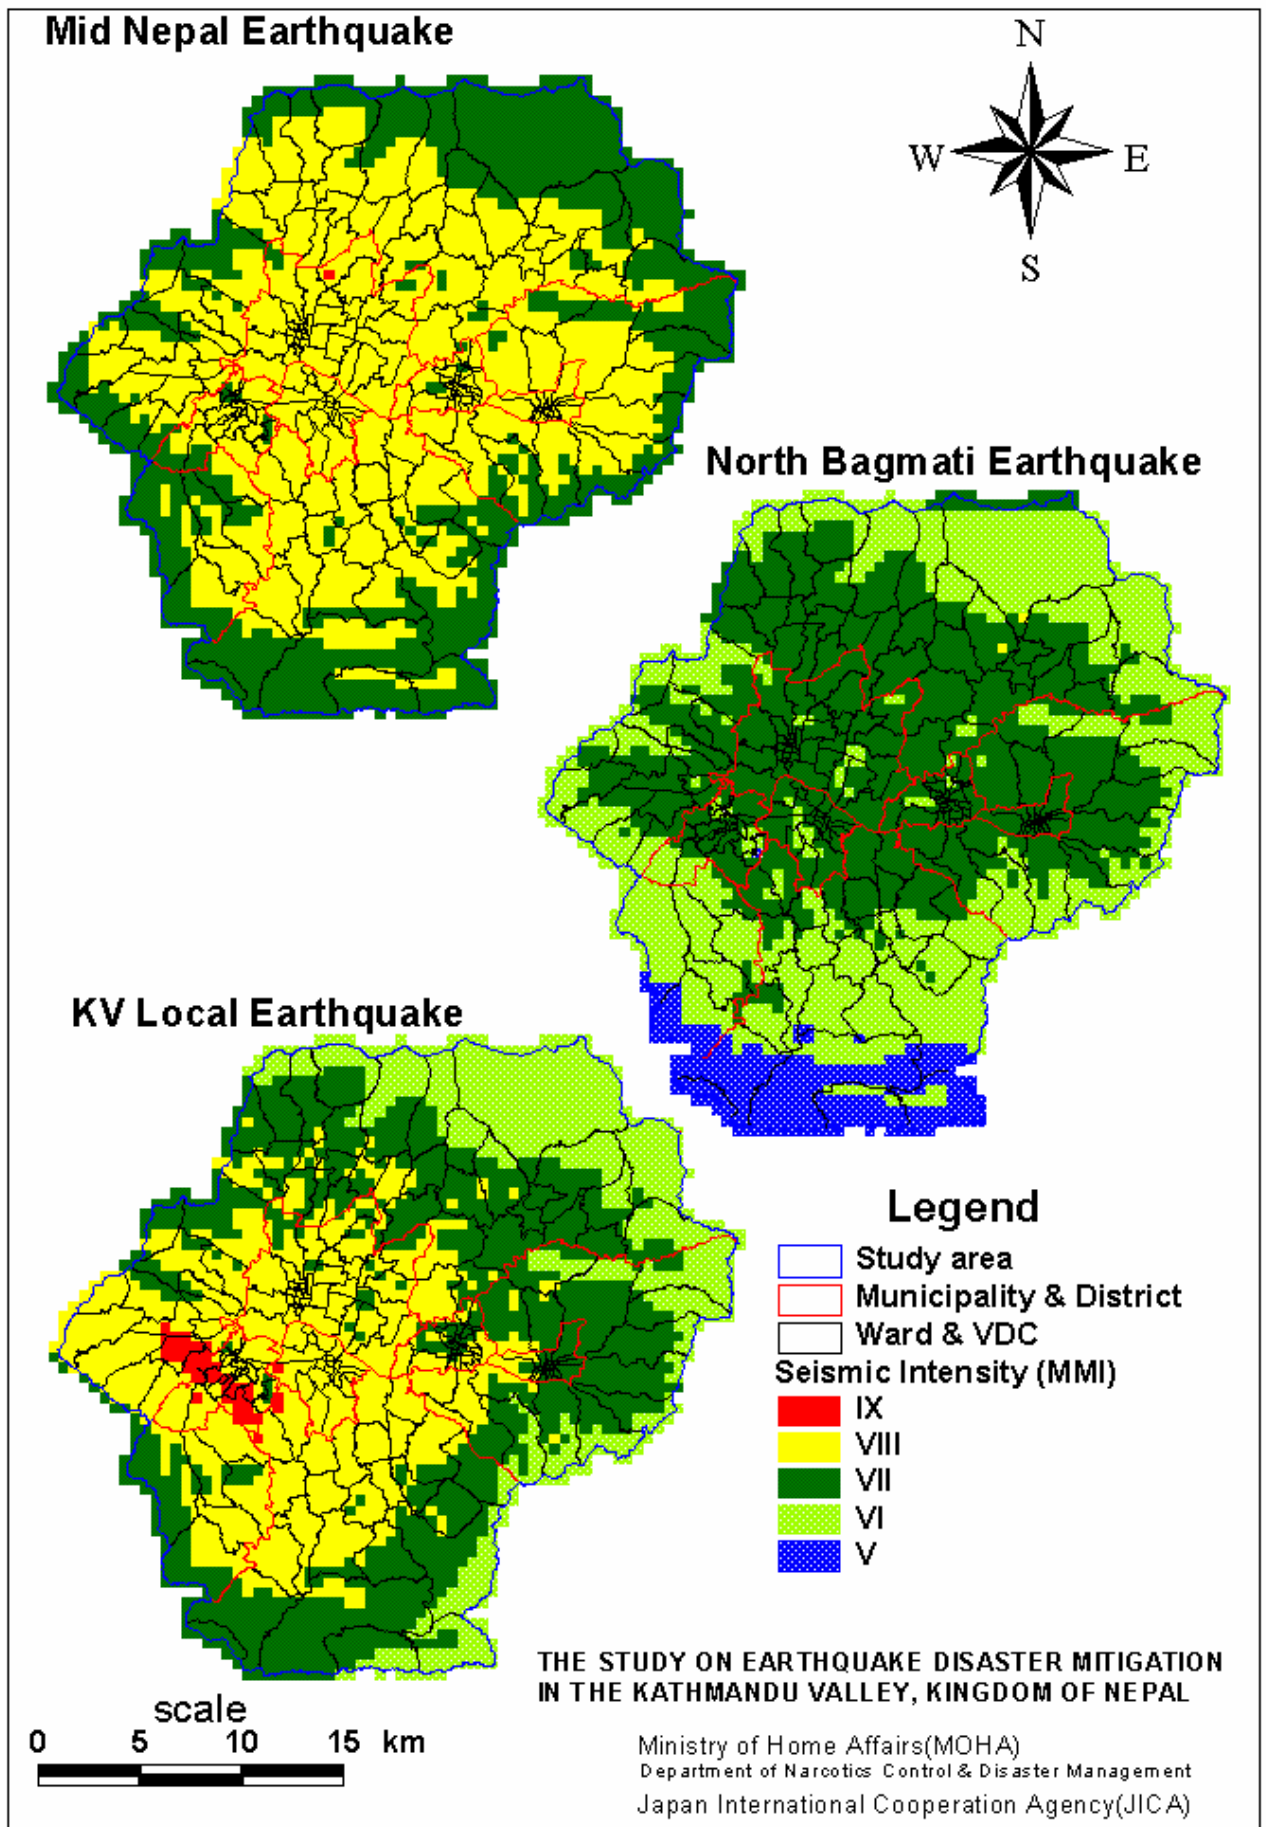 Mid Nepal Earthquake
N
W
E
S
North Bagmati Earthquake
KV Local Earthquake
Legend
Study area
Municipality & District
Ward & VDC
Seismic Intensity (MMI)
IX
VIII
VII
VI
V
THE STUDY ON EARTHQUAKE DISASTER MITIGATION
IN THE KATHMANDU VALLEY, KINGDOM OF NEPAL
scale
0 5 10 15 km
Ministry of Home Affairs(MOHA)
Department of Narcotics Control & Disaster Management
Japan International Cooperation Agency(JICA)